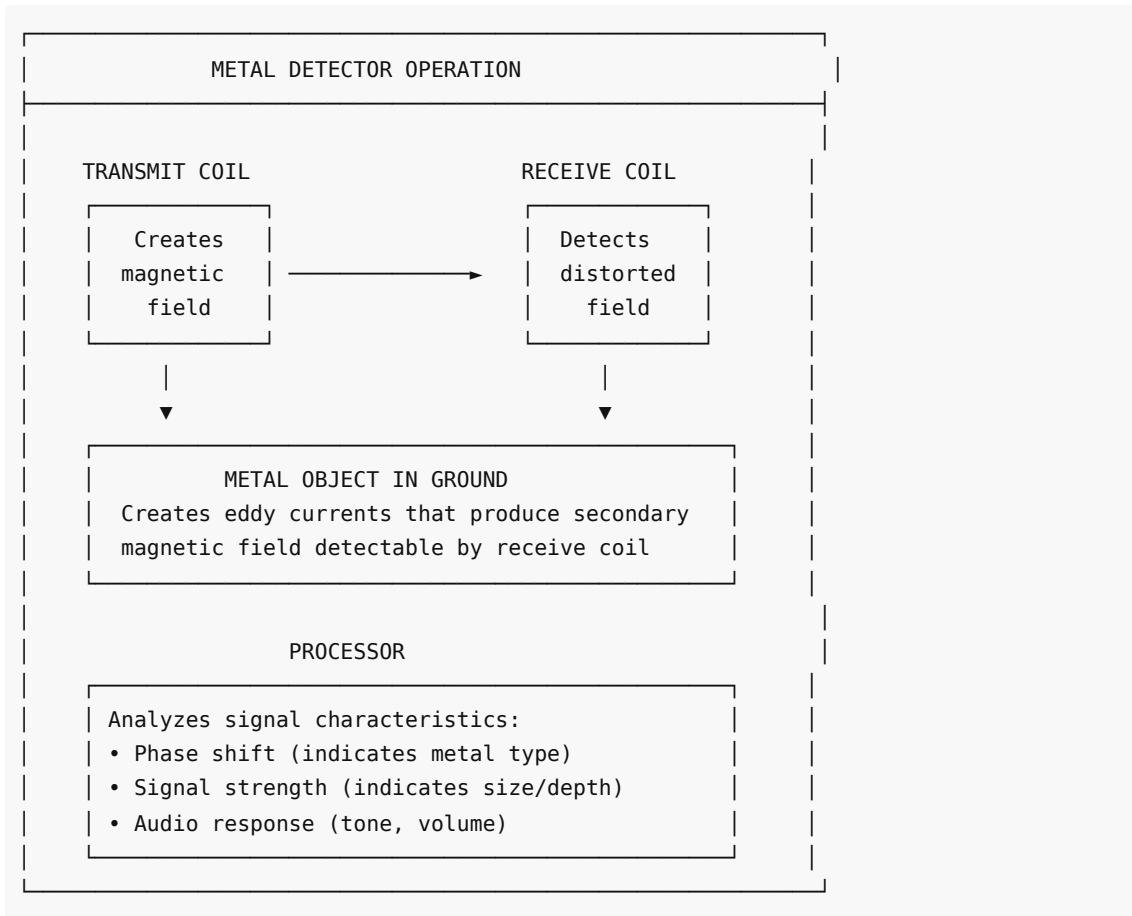 METAL DETECTOR OPERATION
TRANSMIT COIL RECEIVE COIL
Creates Detects
magnetic distorted
field field
METAL OBJECT IN GROUND
Creates eddy currents that produce secondary
magnetic field detectable by receive coil
PROCESSOR
Analyzes signal characteristics:
• Phase shift (indicates metal type)
• Signal strength (indicates size/depth)
• Audio response (tone, volume)